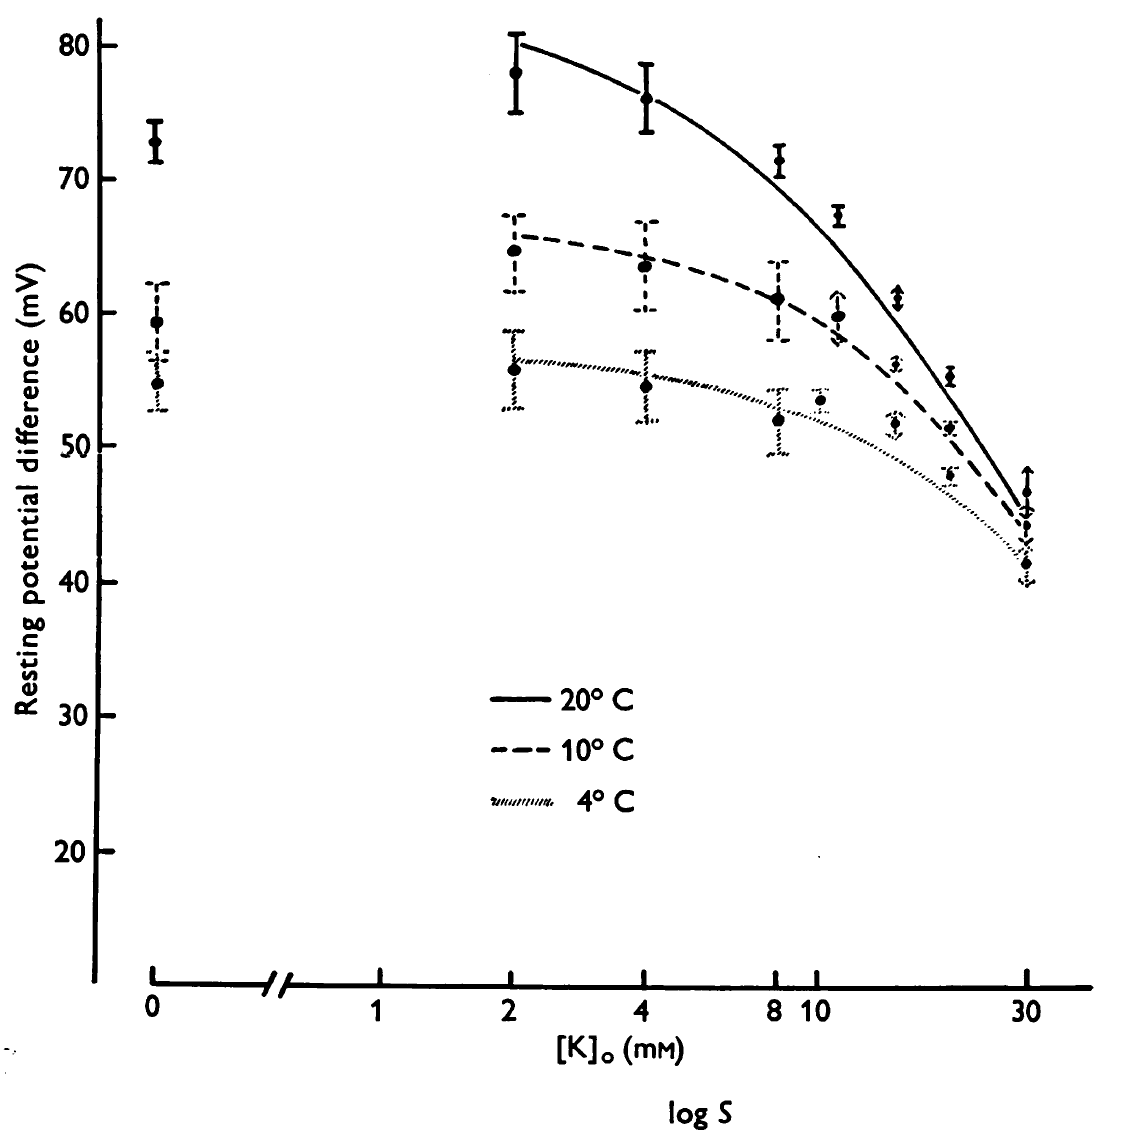 80
70
60
50
40
30
20
Resting potential difference (mV)
20° C
10° C
4° C
0 1 2 4 8 10 30
[K]o (mM)
log S